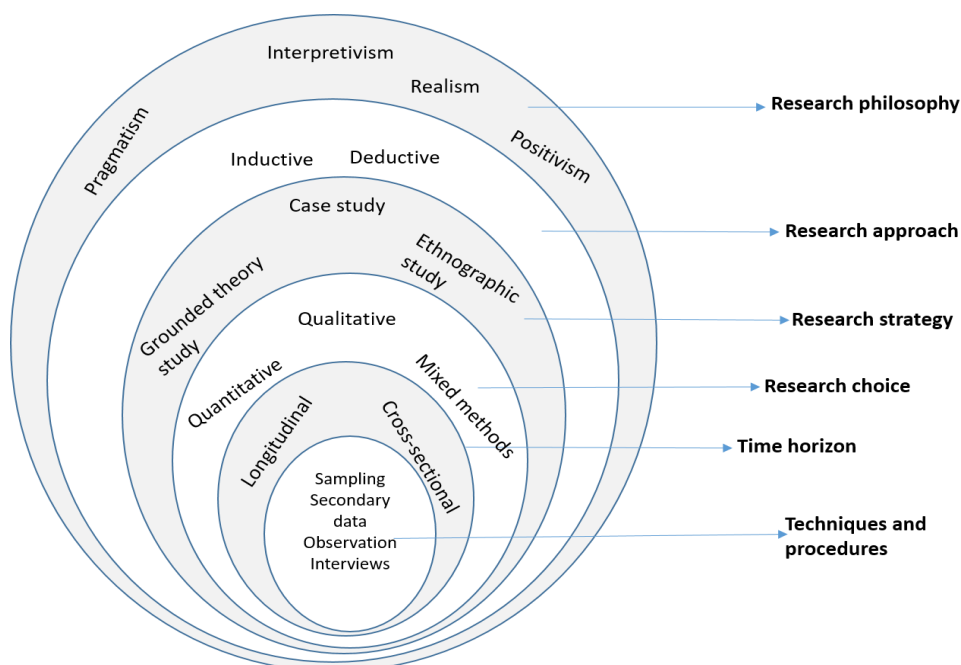 Interpretivism
Realism
Pragmatism
Positivism
Inductive
Deductive
Case study
Grounded theory
study
Ethnographic
study
Qualitative
Quantitative
Mixed methods
Longitudinal
Cross-sectional
Sampling
Secondary
data
Observation
Interviews
Research philosophy
Research approach
Research strategy
Research choice
Time horizon
Techniques and
procedures